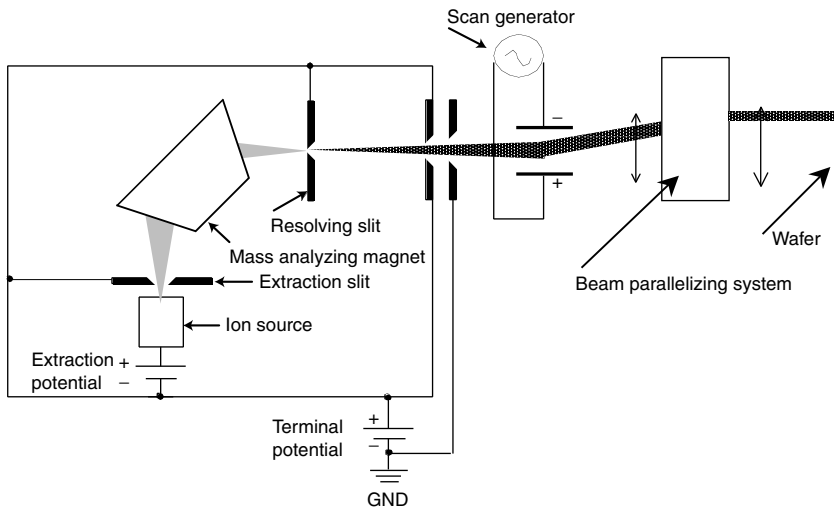 Scan generator
−
+
Resolving slit
Mass analyzing magnet
Extraction slit
Wafer
Beam parallelizing system
Ion source
Extraction
potential
+
−
Terminal
potential
+
−
GND